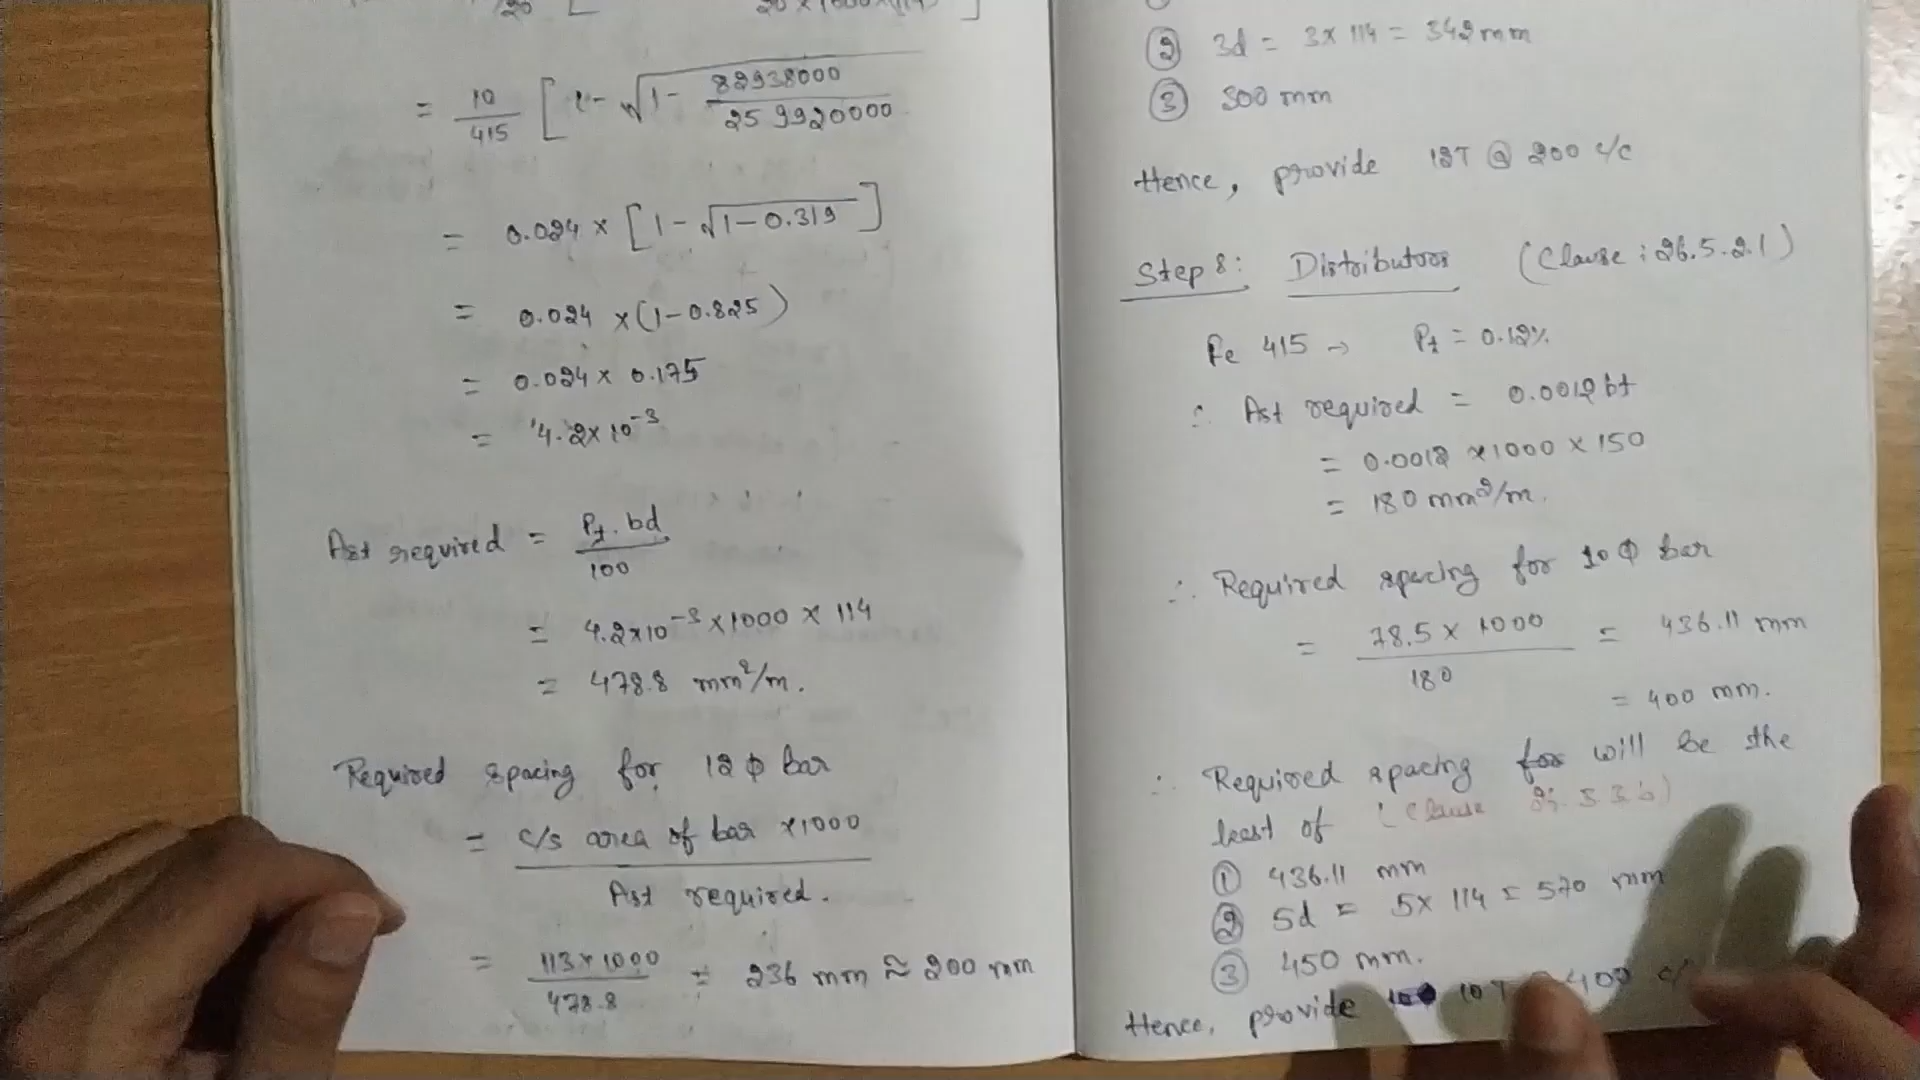 = 10/415 [1 - √1 - 82938000/259920000
= 0.024 × [1 - √1 - 0.319]
= 0.024 × (1 - 0.825)
= 0.024 × 0.175
= 4.2 × 10⁻³
Ast required = Pt . bd / 100
= 4.2×10⁻³ × 1000 × 114
= 478.8 mm²/m.
Required spacing for 12 ϕ bar
= c/s area of bar × 1000 / Ast required.
= 113 × 1000 / 478.8 = 236 mm ≈ 200 mm
② 3d = 3 × 114 = 342 mm
③ 300 mm
Hence, provide 12T @ 200 c/c
Step 8: Distributors (Clause : 26.5.2.1)
Fe 415 → Pt = 0.12%
∴ Ast required = 0.0012 bt
= 0.0012 × 1000 × 150
= 180 mm²/m.
∴ Required spacing for 10 ϕ bar
= 78.5 × 1000 / 180 = 436.11 mm
= 400 mm.
∴ Required spacing for will be the
least of (Clause
① 436.11 mm
② 5d = 5 × 114 = 570 mm
③ 450 mm.
Hence, provide 10T 400